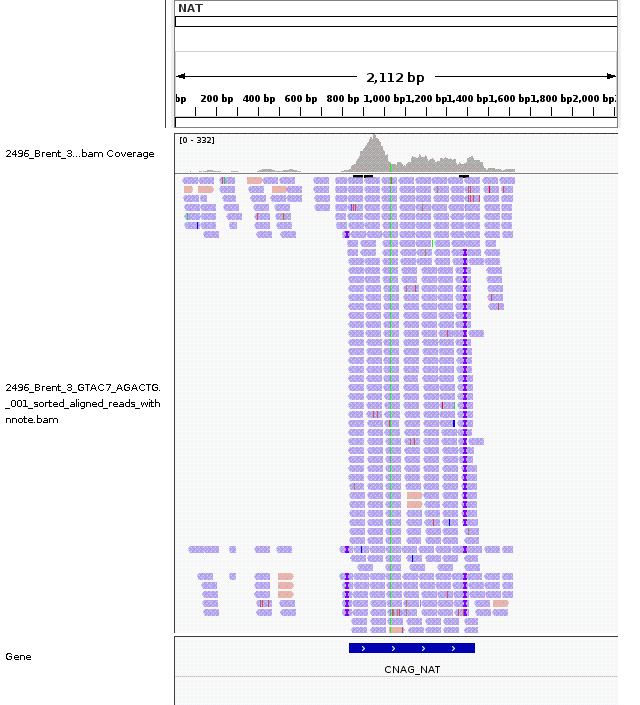 NAT
2,112 bp
bp 200 bp 400 bp 600 bp 800 bp 1,000 bp 1,200 bp 1,400 bp 1,600 bp 1,800 bp 2,000 bp
[0 - 332]
2496_Brent_3...bam Coverage
2496_Brent_3_GTAC7_AGACTG.
_001_sorted_aligned_reads_with
nnote.bam
Gene
CNAG_NAT